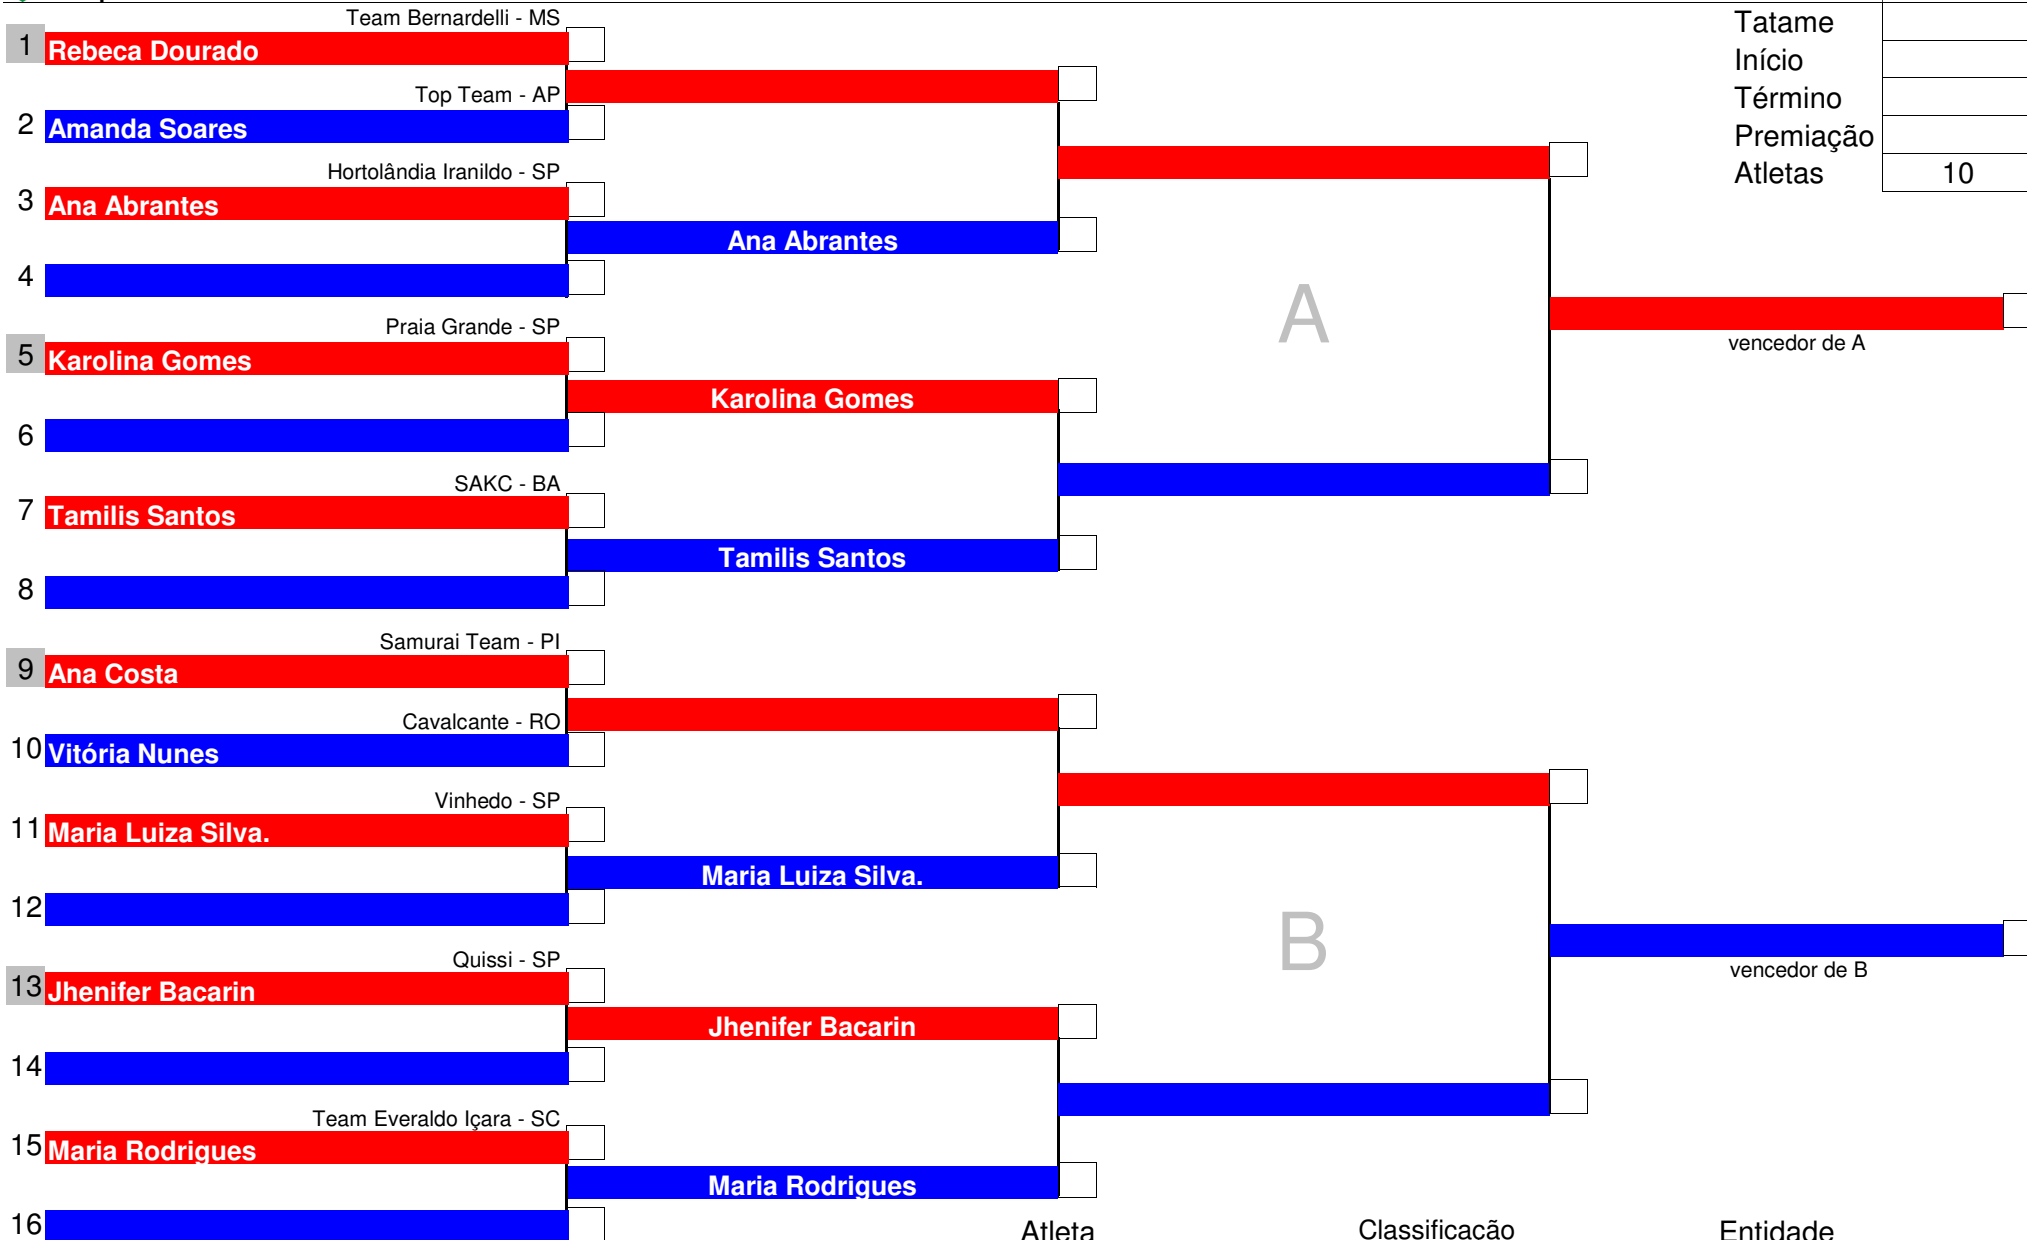 Team Bernardelli - MS
1 Rebeca Dourado
Top Team - AP
2 Amanda Soares
Hortolândia Iranildo - SP
3 Ana Abrantes
Ana Abrantes
4
Praia Grande - SP
5 Karolina Gomes
Karolina Gomes
6
SAKC - BA
7 Tamilis Santos
Tamilis Santos
8
Samurai Team - PI
9 Ana Costa
Cavalcante - RO
10 Vitória Nunes
Vinhedo - SP
11 Maria Luiza Silva.
Maria Luiza Silva.
12
Quissi - SP
13 Jhenifer Bacarin
Jhenifer Bacarin
14
Team Everaldo Içara - SC
15 Maria Rodrigues
Maria Rodrigues
16
A
B
vencedor de A
vencedor de B
Tatame
Início
Término
Premiação
Atletas 10
Atleta Classificação Entidade